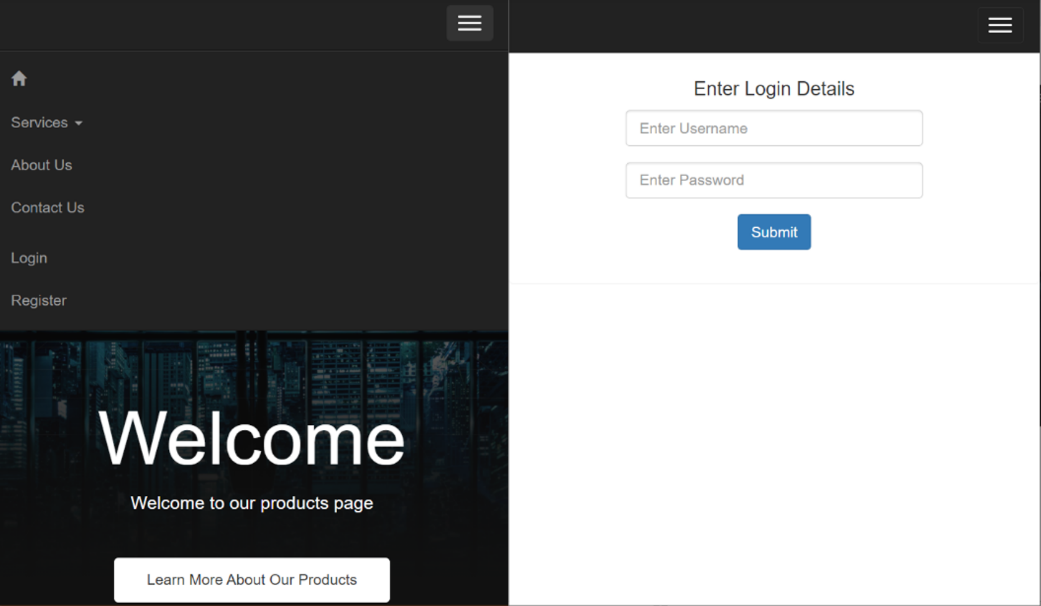 Services
About Us
Contact Us
Login
Register
Welcome
Welcome to our products page
Learn More About Our Products
Enter Login Details
Enter Username
Enter Password
Submit